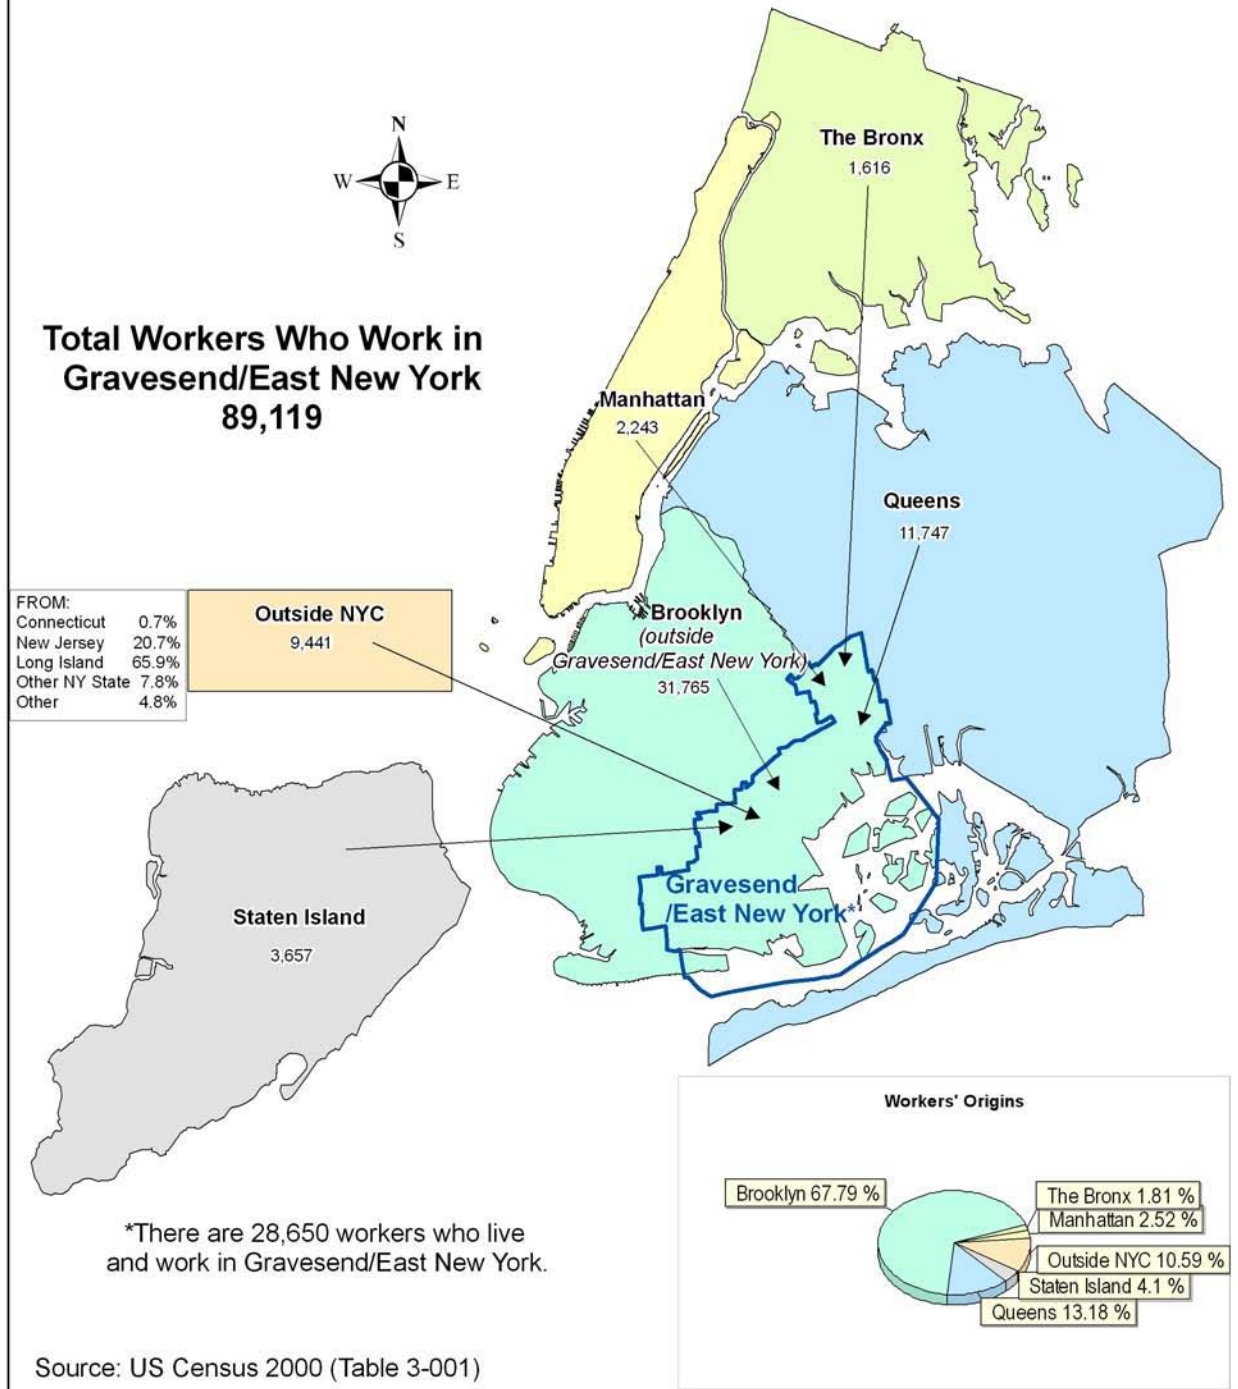 N
W
E
S
The Bronx
1,616
Total Workers Who Work in
Gravesend/East New York
89,119
Manhattan
2,243
Queens
11,747
FROM:
Connecticut 0.7%
New Jersey 20.7%
Long Island 65.9%
Other NY State 7.8%
Other 4.8%
Outside NYC
9,441
Brooklyn
(outside
Gravesend/East New York)
31,765
Gravesend
/East New York*
Staten Island
3,657
*There are 28,650 workers who live
and work in Gravesend/East New York.
Workers' Origins
Brooklyn 67.79 %
The Bronx 1.81 %
Manhattan 2.52 %
Outside NYC 10.59 %
Staten Island 4.1 %
Queens 13.18 %
Source: US Census 2000 (Table 3-001)